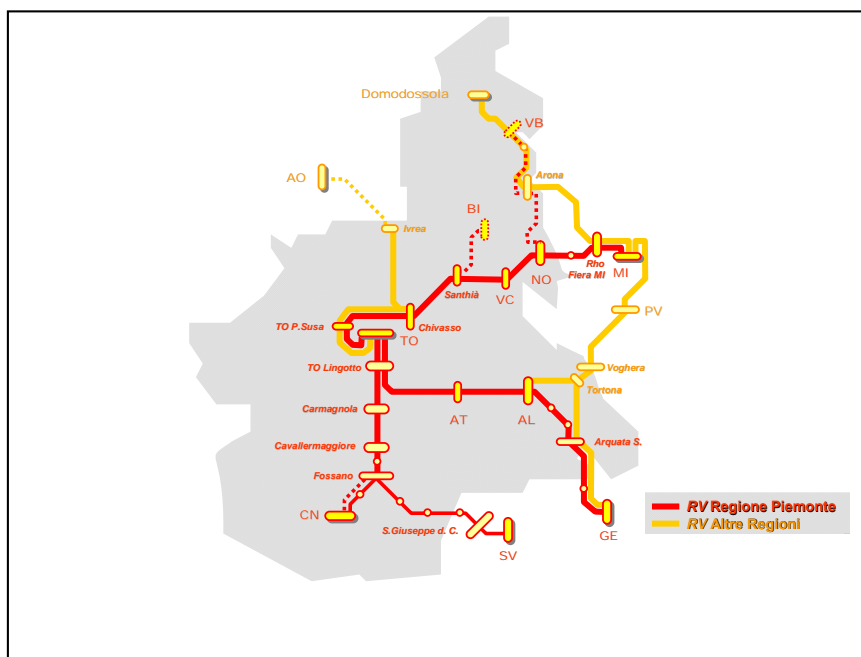 Domodossola
VB
AO
Arona
BI
Ivrea
Rho
Fiera MI
MI
NO
Santhià
VC
PV
TO P.Susa
Chivasso
TO
TO Lingotto
Voghera
Tortona
Carmagnola
AT
AL
Cavallermaggiore
Arquata S.
Fossano
CN
S.Giuseppe d. C.
SV
GE
RV Regione Piemonte
RV Altre Regioni